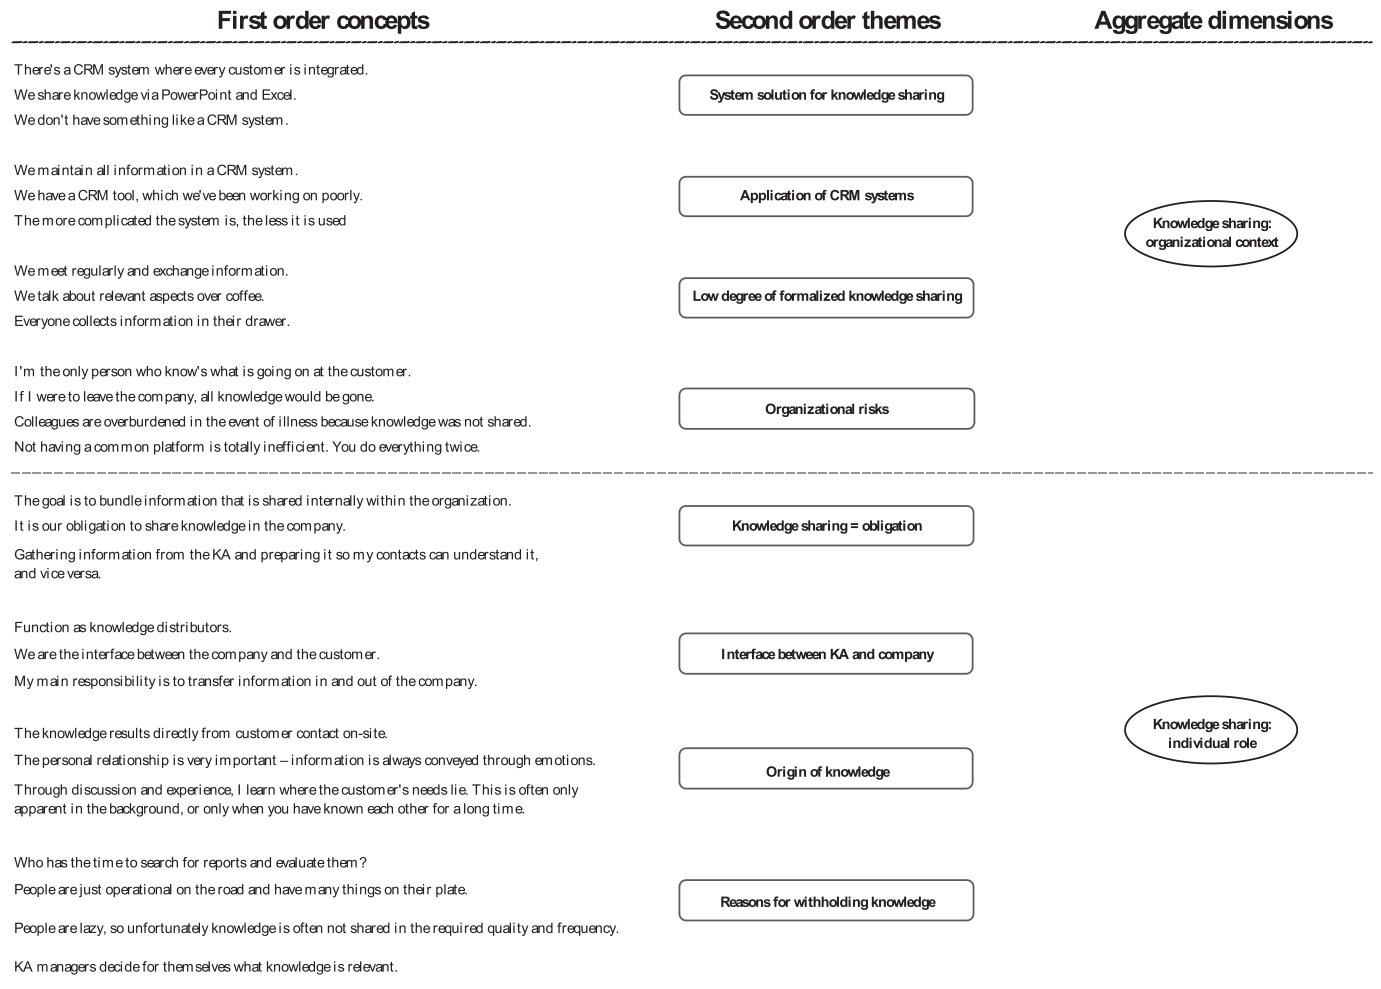 First order concepts
Second order themes
Aggregate dimensions
There's a CRM system where every customer is integrated.
We share knowledge via PowerPoint and Excel.
We don't have something like a CRM system.
System solution for knowledge sharing
We maintain all information in a CRM system.
We have a CRM tool, which we've been working on poorly.
The more complicated the system is, the less it is used
Application of CRM systems
We meet regularly and exchange information.
We talk about relevant aspects over coffee.
Everyone collects information in their drawer.
Low degree of formalized knowledge sharing
I'm the only person who know's what is going on at the customer.
If I were to leave the company, all knowledge would be gone.
Colleagues are overburdened in the event of illness because knowledge was not shared.
Not having a common platform is totally inefficient. You do everything twice.
Organizational risks
Knowledge sharing:
organizational context
The goal is to bundle information that is shared internally within the organization.
It is our obligation to share knowledge in the company.
Gathering information from the KA and preparing it so my contacts can understand it,
and vice versa.
Knowledge sharing = obligation
Function as knowledge distributors.
We are the interface between the company and the customer.
My main responsibility is to transfer information in and out of the company.
Interface between KA and company
The knowledge results directly from customer contact on-site.
The personal relationship is very important – information is always conveyed through emotions.
Through discussion and experience, I learn where the customer's needs lie. This is often only
apparent in the background, or only when you have known each other for a long time.
Origin of knowledge
Who has the time to search for reports and evaluate them?
People are just operational on the road and have many things on their plate.
People are lazy, so unfortunately knowledge is often not shared in the required quality and frequency.
KA managers decide for themselves what knowledge is relevant.
Reasons for withholding knowledge
Knowledge sharing:
individual role